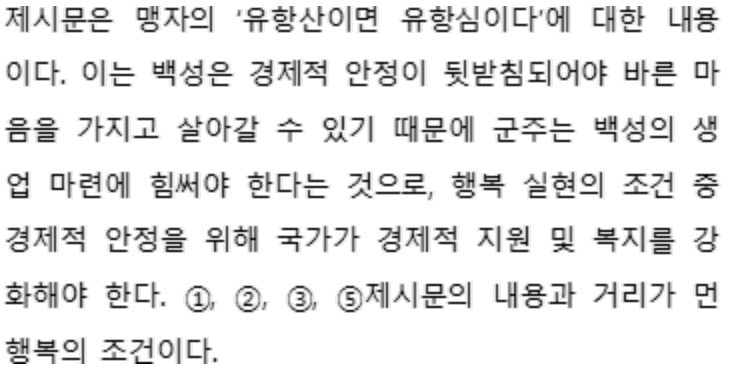 제시문은 맹자의 '유항산이면 유항심이다'에 대한 내용
이다. 이는 백성은 경제적 안정이 뒷받침되어야 바른 마
음을 가지고 살아갈 수 있기 때문에 군주는 백성의 생
업 마련에 힘써야 한다는 것으로, 행복 실현의 조건 중
경제적 안정을 위해 국가가 경제적 지원 및 복지를 강
화해야 한다. ①, ②, ③, ⑤제시문의 내용과 거리가 먼
행복의 조건이다.